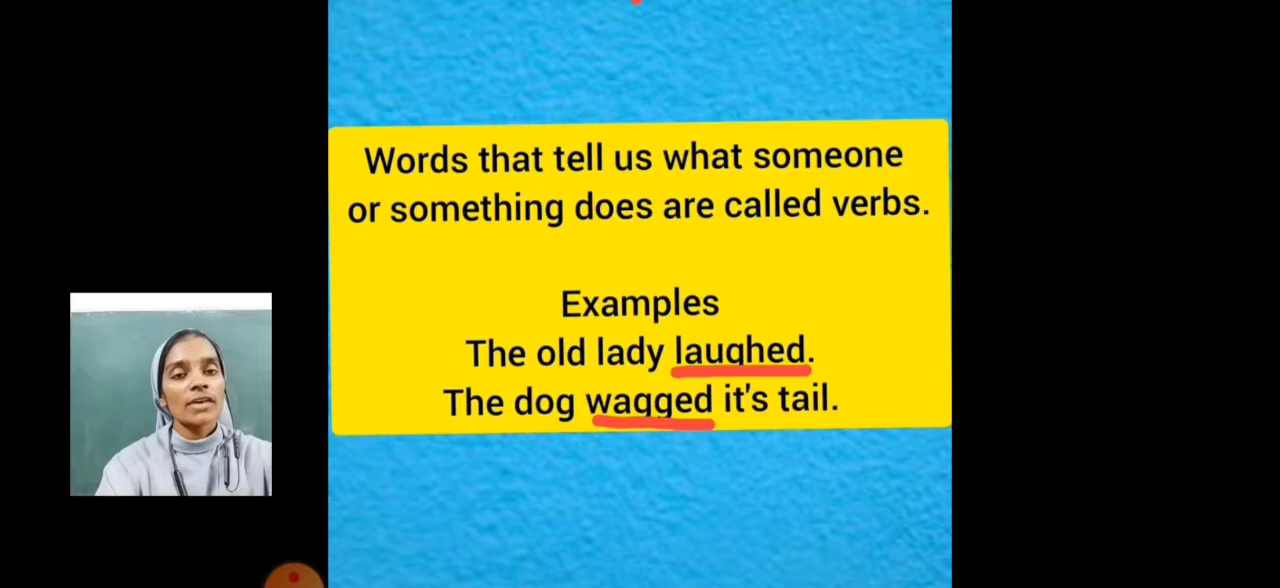 Words that tell us what someone
or something does are called verbs.
Examples
The old lady laughed.
The dog wagged it's tail.